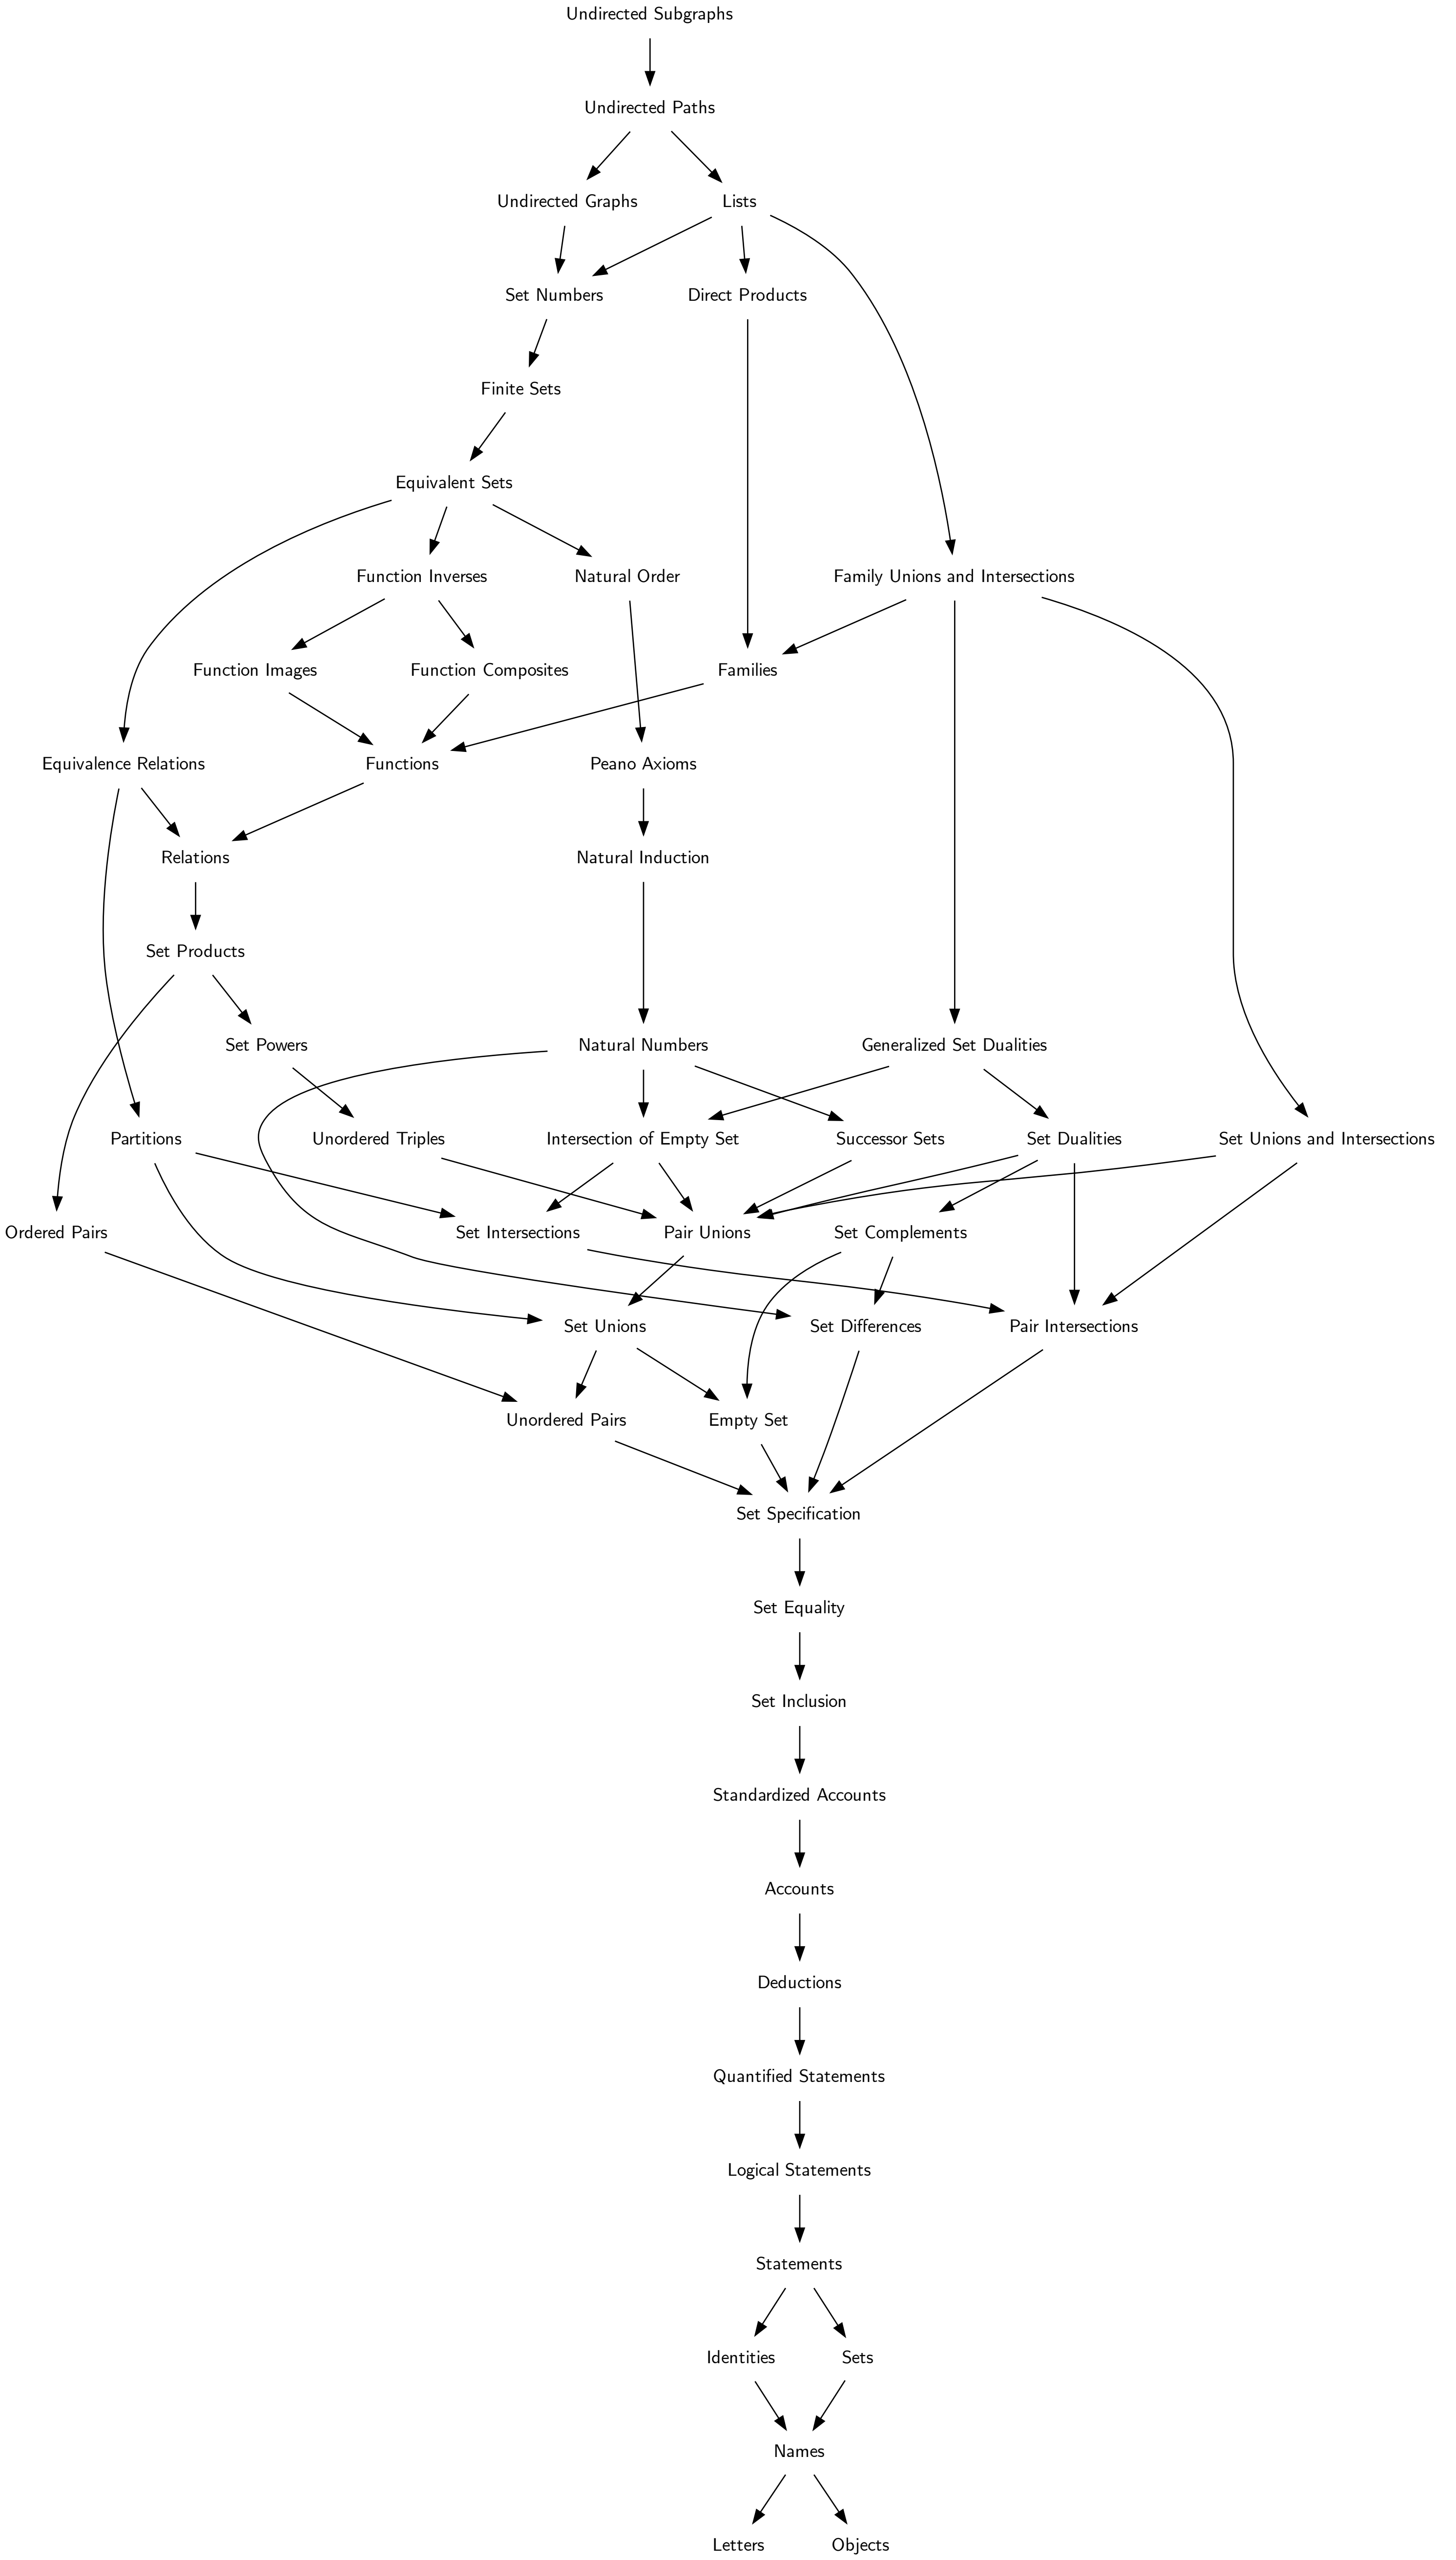 Undirected Subgraphs
Undirected Paths
Undirected Graphs
Lists
Set Numbers
Direct Products
Finite Sets
Equivalent Sets
Function Inverses
Natural Order
Family Unions and Intersections
Function Images
Function Composites
Families
Equivalence Relations
Functions
Peano Axioms
Relations
Natural Induction
Set Products
Set Powers
Natural Numbers
Generalized Set Dualities
Partitions
Unordered Triples
Intersection of Empty Set
Successor Sets
Set Dualities
Set Unions and Intersections
Ordered Pairs
Set Intersections
Pair Unions
Set Complements
Set Unions
Set Differences
Pair Intersections
Unordered Pairs
Empty Set
Set Specification
Set Equality
Set Inclusion
Standardized Accounts
Accounts
Deductions
Quantified Statements
Logical Statements
Statements
Identities
Sets
Names
Letters
Objects